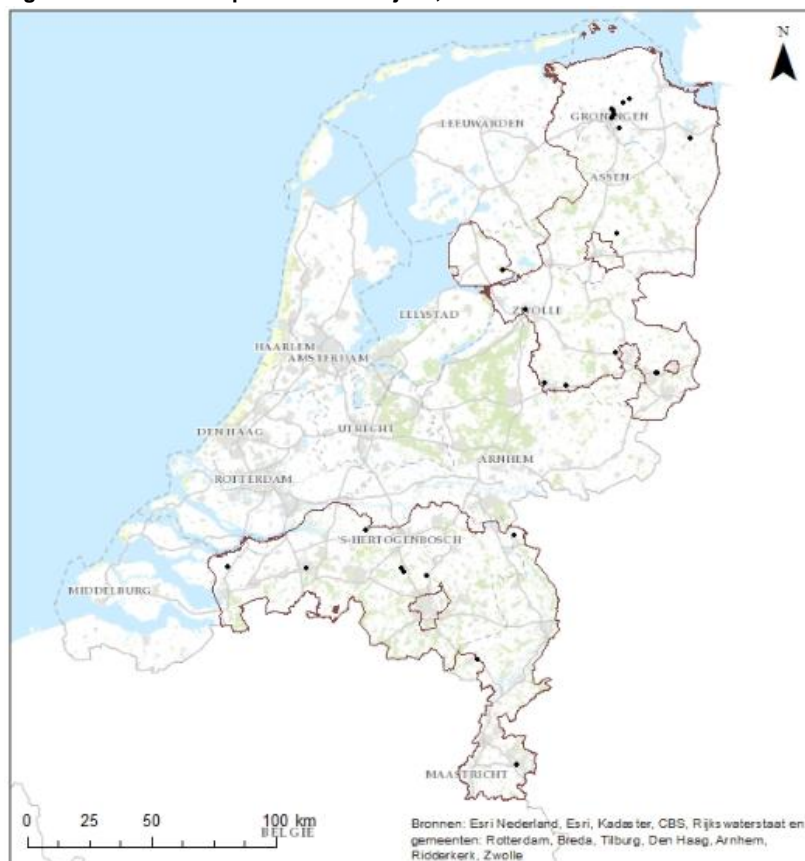 N
LEEUWARDEN
GRONINGEN
ASSEN
LELYSTAD
ZWOLLE
HAARLEM
AMSTERDAM
DEN HAAG
UTRECHT
ARNHEM
ROTTERDAM
'S-HERTOGENBOSCH
MIDDELBURG
MAASTRICHT
0 25 50 100 km
BELGIE
Bronnen: Esri Nederland, Esri, Kadaster, CBS, Rijkswaterstaat en
gemeenten: Rotterdam, Breda, Tilburg, Den Haag, Arnhem,
Ridderkerk, Zwolle